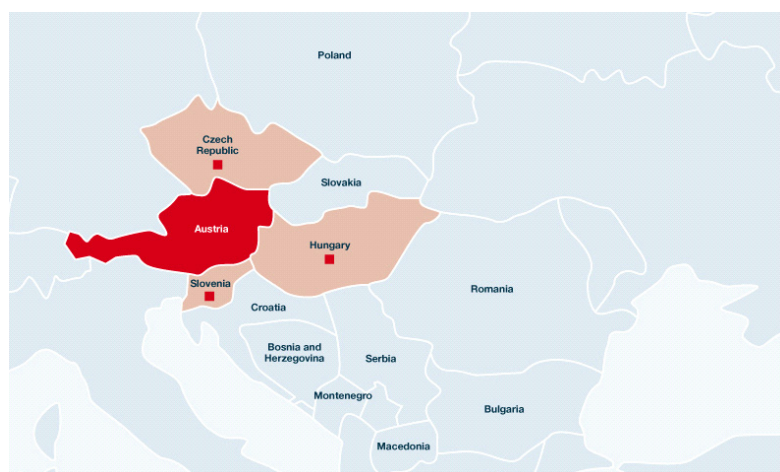 Poland
Czech
Republic
Slovakia
Austria
Hungary
Slovenia
Romania
Croatia
Bosnia and
Herzegovina
Serbia
Montenegro
Bulgaria
Macedonia